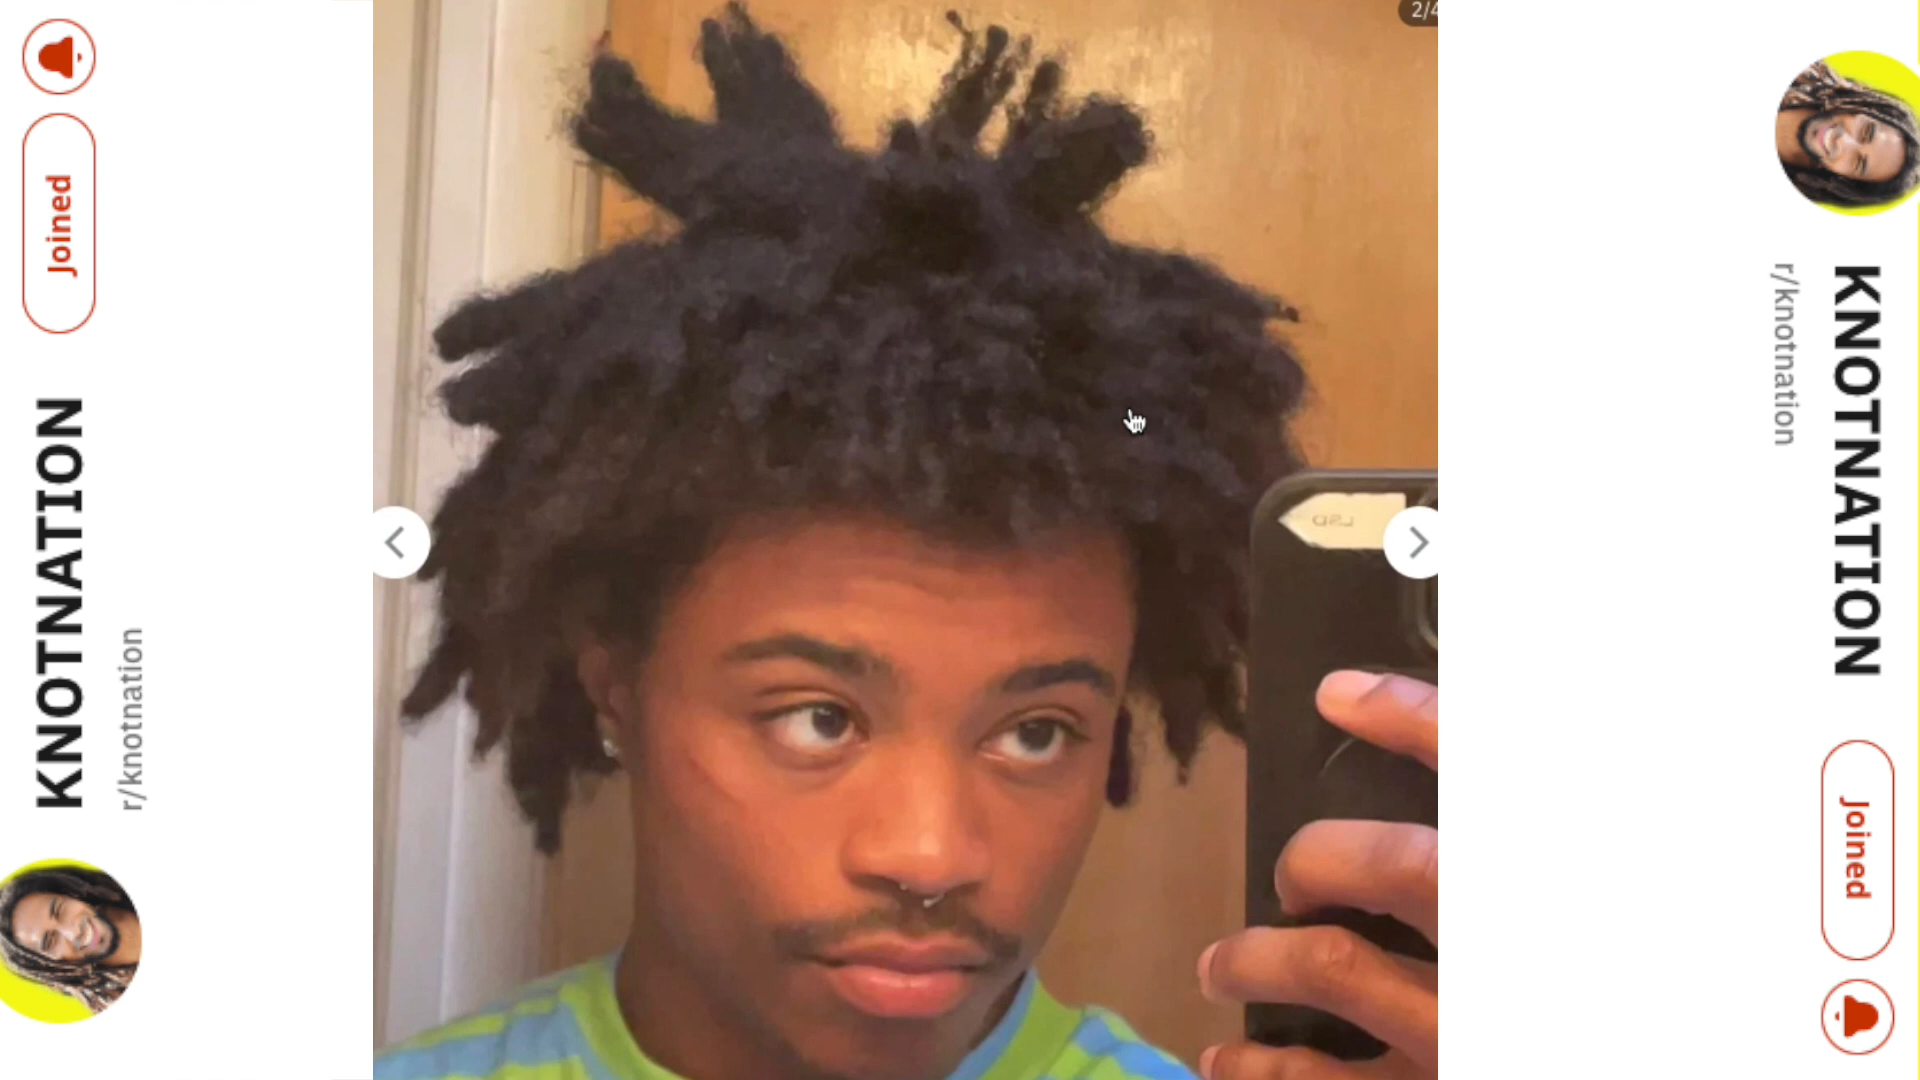 Joined
KNOTNATION
r/knotnation
2/4
KNOTNATION
r/knotnation
Joined